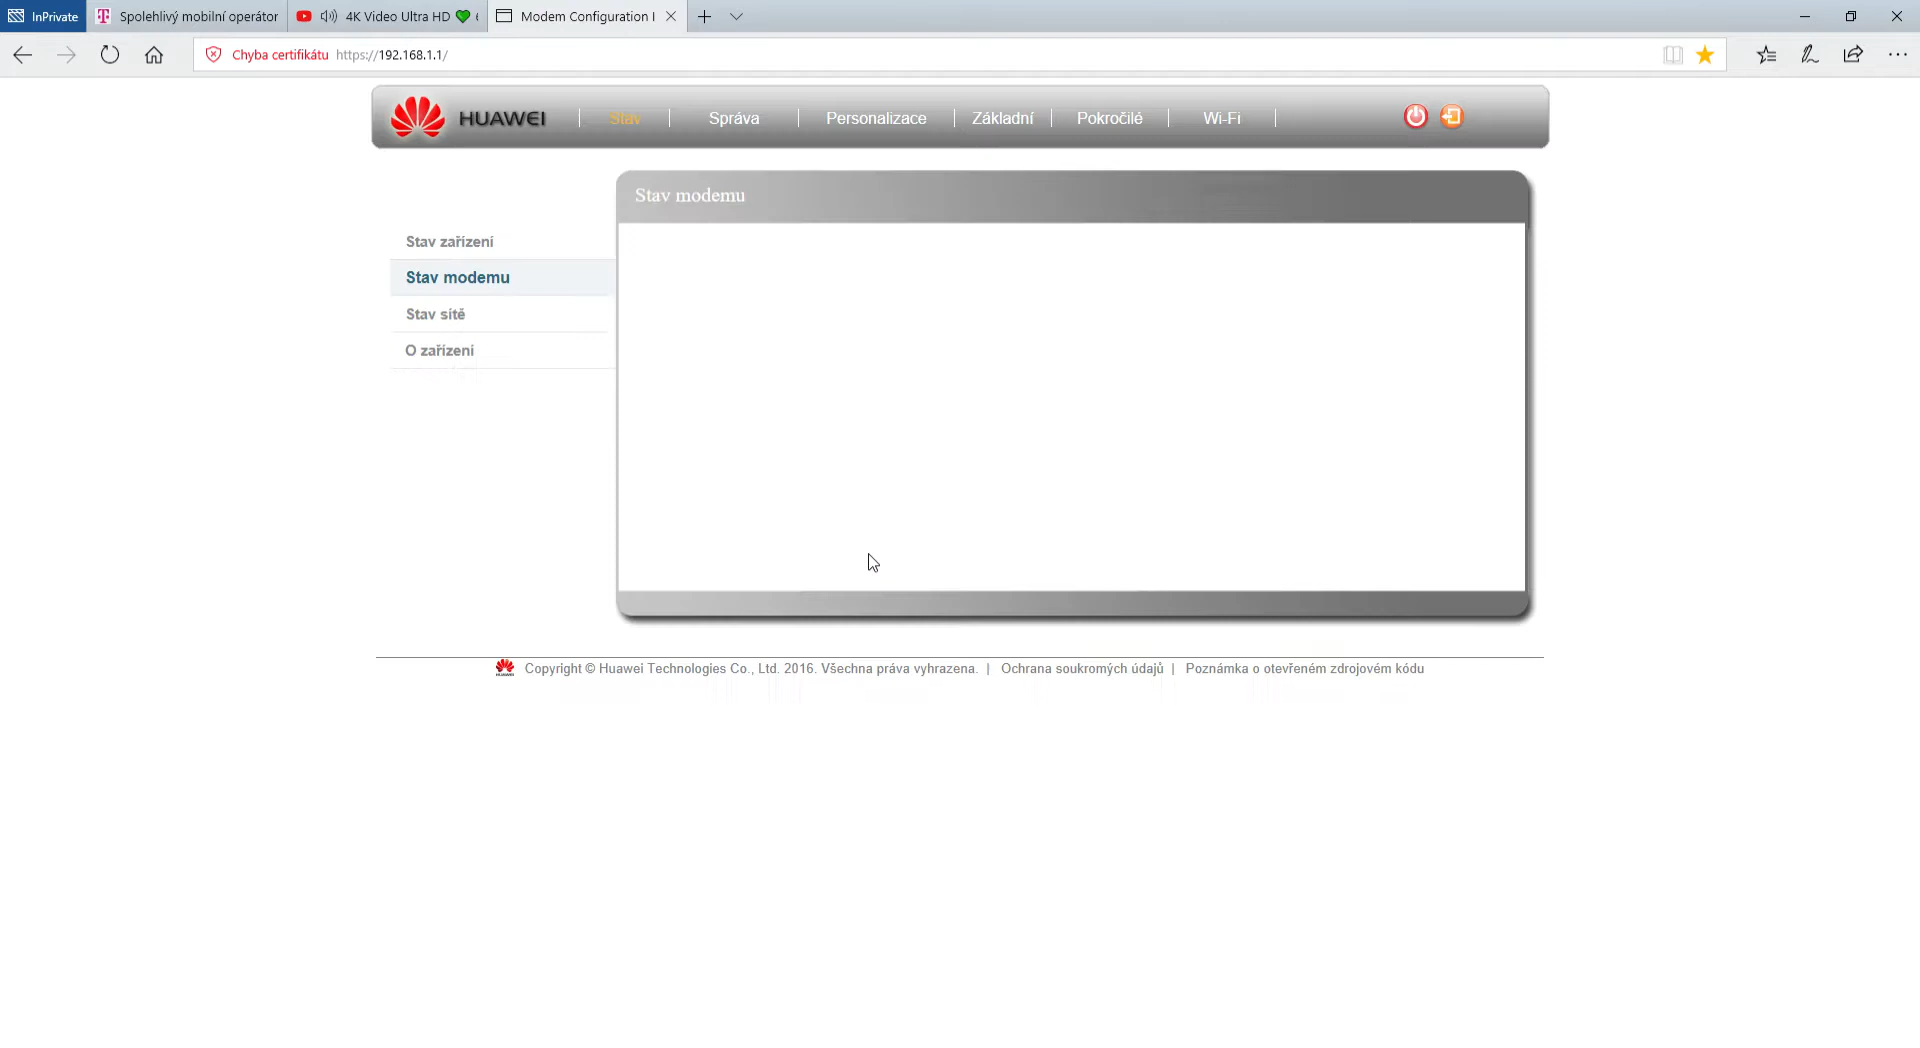 InPrivate
Spolehlivý mobilní operátor
4K Video Ultra HD
Modem Configuration
Chyba certifikátu https://192.168.1.1/
HUAWEI
Stav
Správa
Personalizace
Základní
Pokročilé
Wi-Fi
Stav modemu
Stav zařízení
Stav modemu
Stav sítě
O zařízení
HUAWEI
Copyright © Huawei Technologies Co., Ltd. 2016. Všechna práva vyhrazena. | Ochrana soukromých údajů | Poznámka o otevřeném zdrojovém kódu